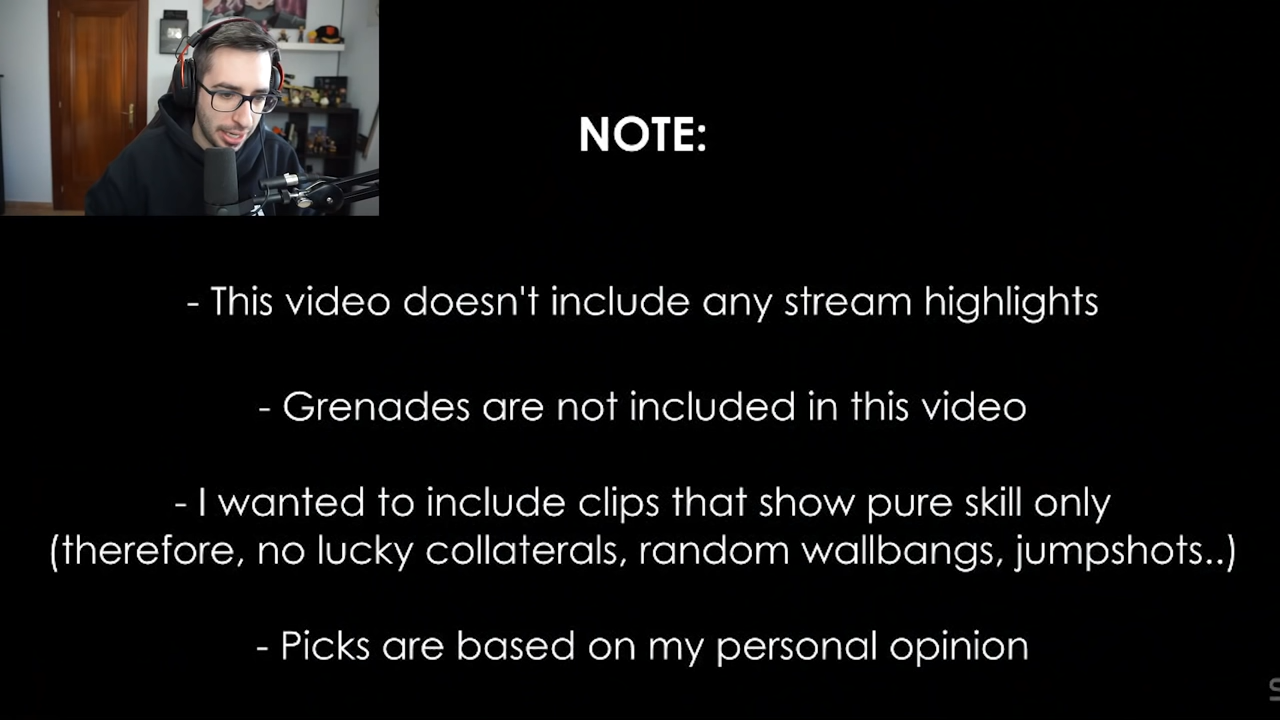 NOTE:
- This video doesn't include any stream highlights
- Grenades are not included in this video
- I wanted to include clips that show pure skill only
(therefore, no lucky collaterals, random wallbangs, jumpshots..)
- Picks are based on my personal opinion